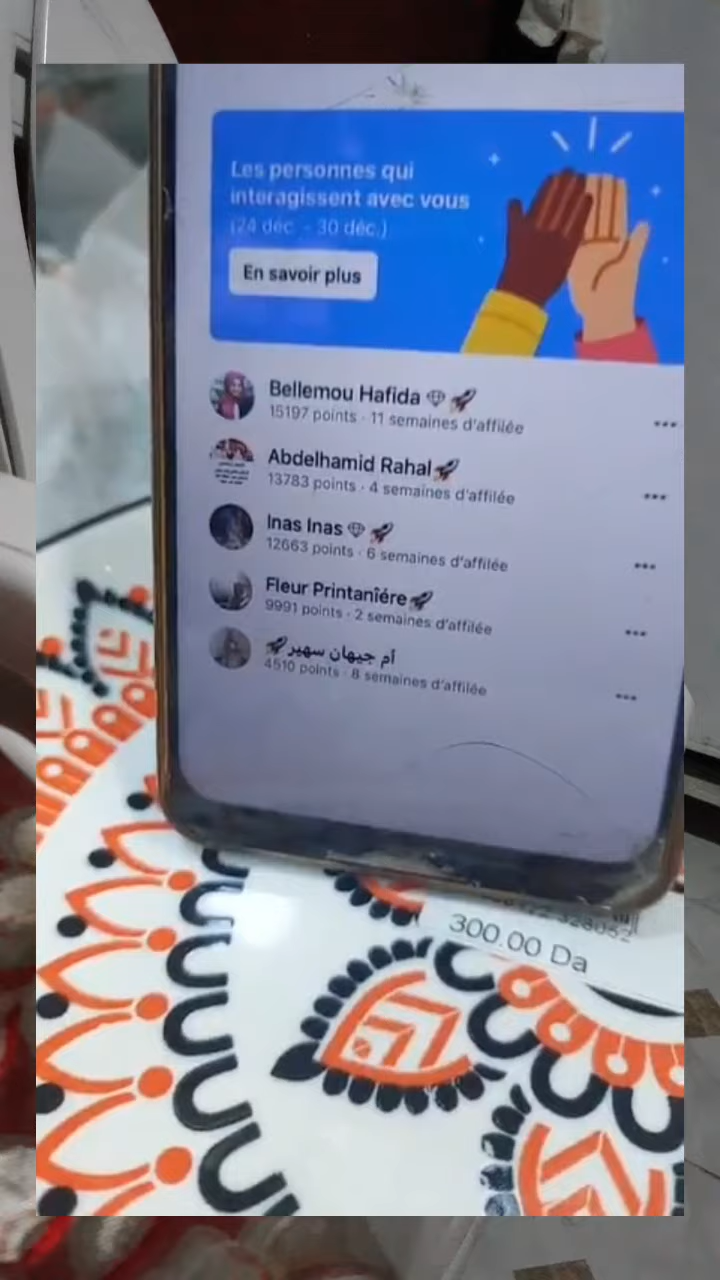 Les personnes qui
interagissent avec vous
(24 déc. - 30 déc.)
En savoir plus
Bellemou Hafida 💎🚀
15197 points · 11 semaines d'affilée
Abdelhamid Rahal🚀
13783 points · 4 semaines d'affilée
Inas Inas 💎🚀
12663 points · 6 semaines d'affilée
Fleur Printanîére🚀
9991 points · 2 semaines d'affilée
أم جيهان سهير🚀
4510 points · 8 semaines d'affilée
300.00 Da